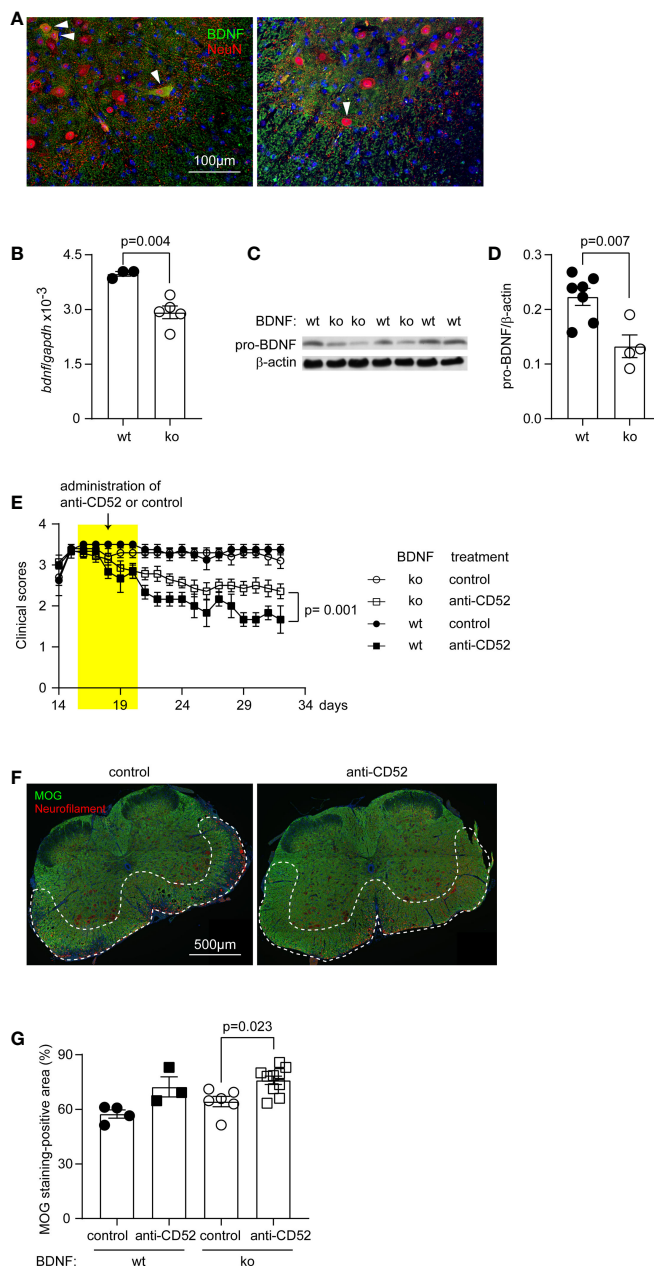 A
BDNF
NeuN
100μm
B
p=0.004
4.5
3.0
1.5
0
bdnf/gapdh x10-3
wt ko
C
BDNF: wt ko ko wt ko wt wt
pro-BDNF
β-actin
D
p=0.007
0.3
0.2
0.1
0.0
pro-BDNF/β-actin
wt ko
E
administration of
anti-CD52 or control
4
3
2
1
0
Clinical scores
14 19 24 29 34 days
p= 0.001
BDNF treatment
ko control
ko anti-CD52
wt control
wt anti-CD52
F
control anti-CD52
MOG
Neurofilament
500μm
G
p=0.023
90
60
30
0
MOG staining-positive area (%)
control anti-CD52 control anti-CD52
BDNF: wt ko